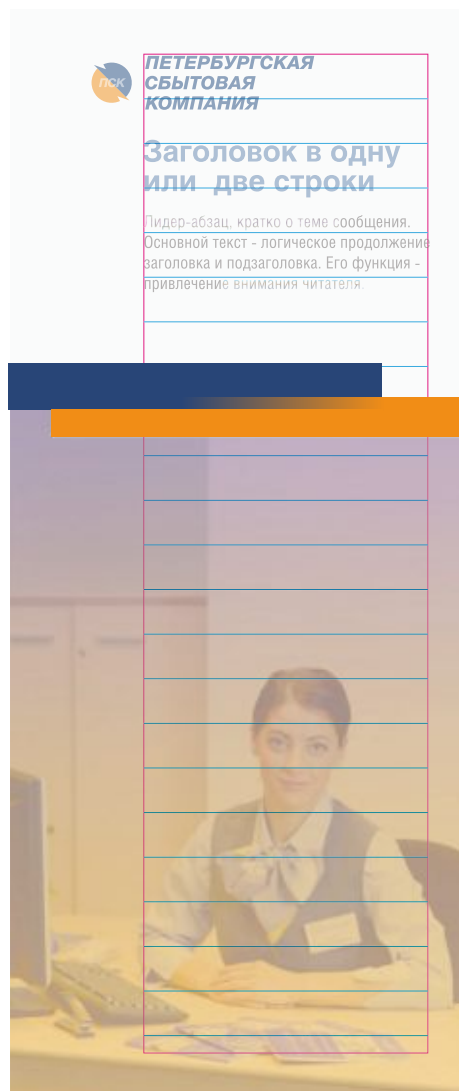 ПСК
ПЕТЕРБУРГСКАЯ
СБЫТОВАЯ
КОМПАНИЯ
Заголовок в одну
или две строки
Лидер-абзац, кратко о теме сообщения.
Основной текст - логическое продолжение
заголовка и подзаголовка. Его функция -
привлечение внимания читателя.